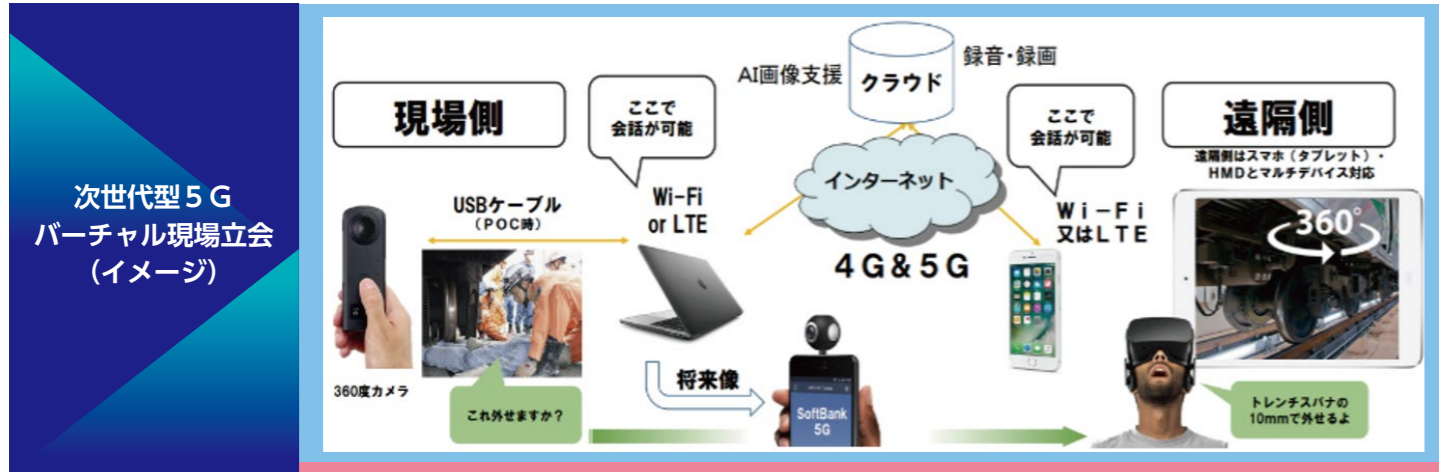 次世代型５Ｇ
バーチャル現場立会
（イメージ）
現場側
ここで
会話が可能
AI画像支援
クラウド
録音・録画
ここで
会話が可能
遠隔側
遠隔側はスマホ（タブレット）・
HMDとマルチデバイス対応
USBケーブル
（POC時）
Wi-Fi
or LTE
インターネット
４Ｇ＆５Ｇ
Ｗｉ－Ｆｉ
又はＬＴＥ
360°
360度カメラ
これ外せますか？
将来像
SoftBank
5G
トレンチスパナの
10mmで外せるよ